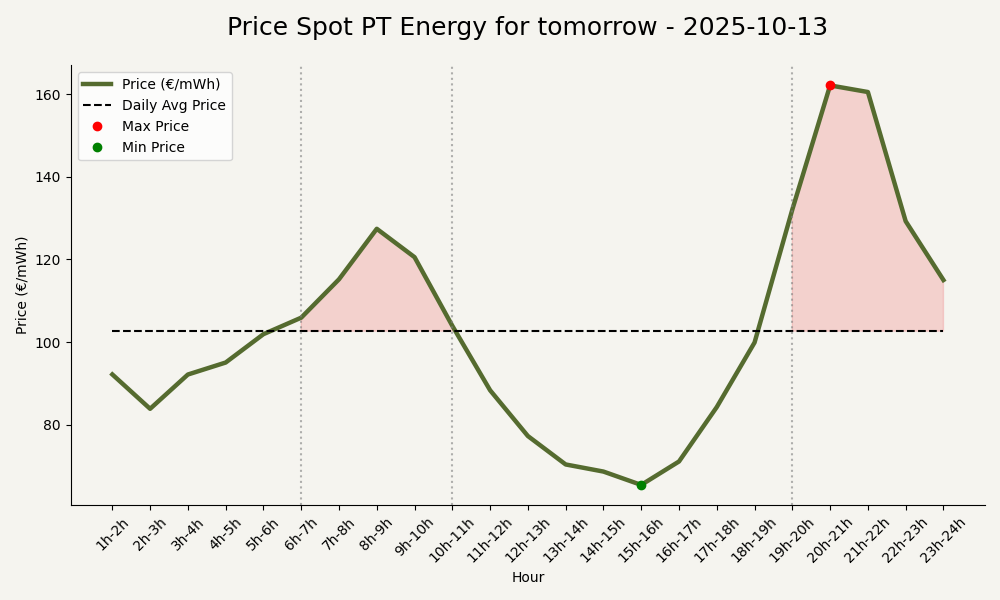 Price Spot PT Energy for tomorrow - 2025-10-13
Price (€/mWh)
Daily Avg Price
Max Price
Min Price
Price (€/mWh)
160
140
120
100
80
1h-2h
2h-3h
3h-4h
4h-5h
5h-6h
6h-7h
7h-8h
8h-9h
9h-10h
10h-11h
11h-12h
12h-13h
13h-14h
14h-15h
15h-16h
16h-17h
17h-18h
18h-19h
19h-20h
20h-21h
21h-22h
22h-23h
23h-24h
Hour